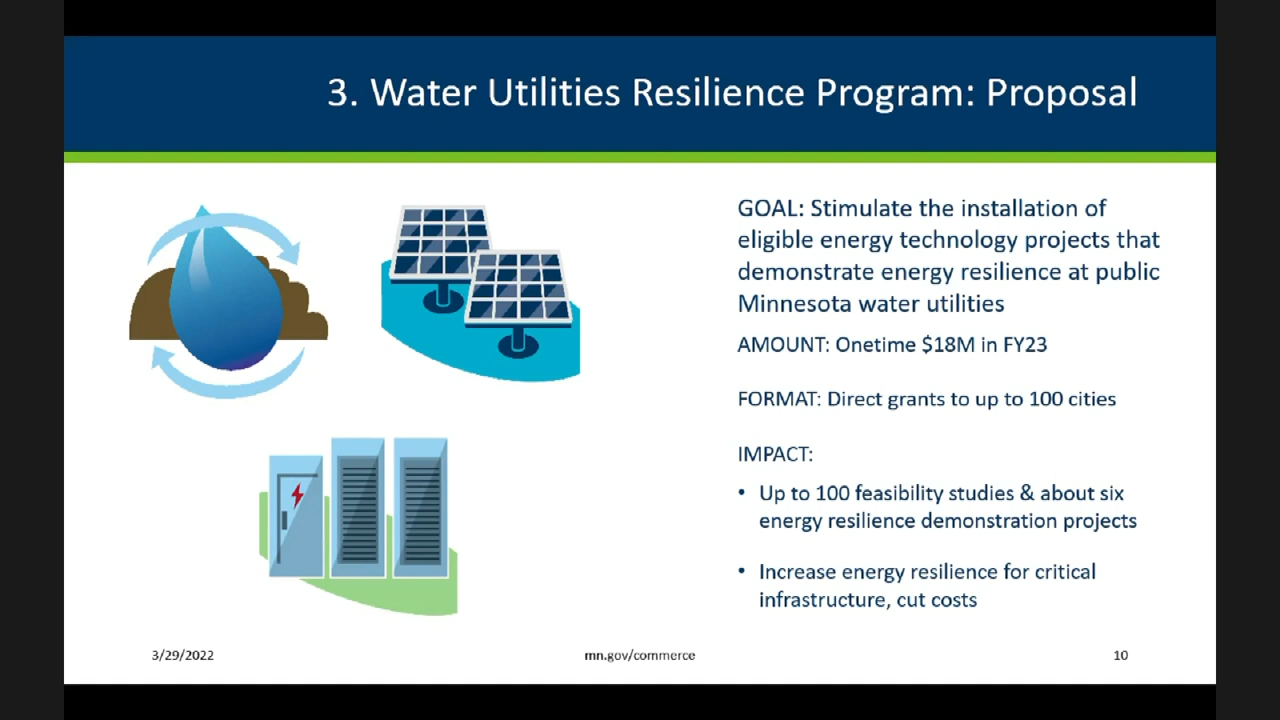 3. Water Utilities Resilience Program: Proposal
GOAL: Stimulate the installation of
eligible energy technology projects that
demonstrate energy resilience at public
Minnesota water utilities
AMOUNT: Onetime $18M in FY23
FORMAT: Direct grants to up to 100 cities
IMPACT:
• Up to 100 feasibility studies & about six
energy resilience demonstration projects
• Increase energy resilience for critical
infrastructure, cut costs
3/29/2022
mn.gov/commerce
10